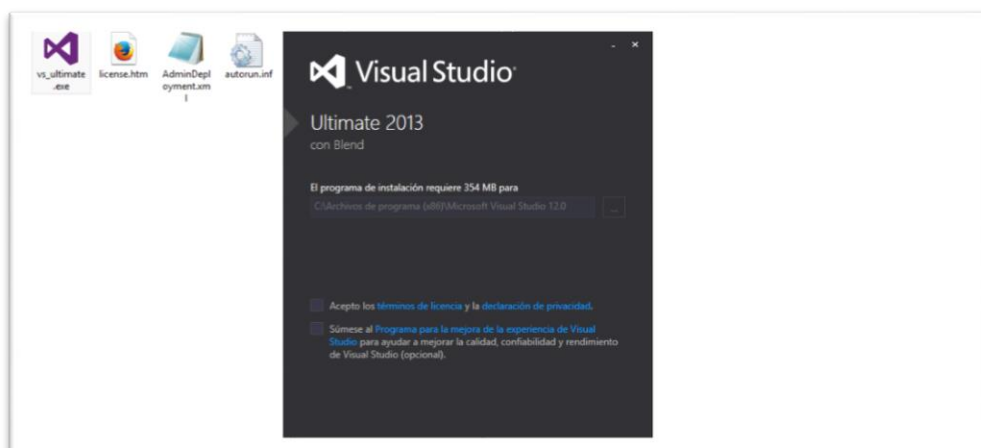 vs_ultimate
.exe
license.htm
AdminDepl
oyment.xm
l
autorun.inf
Visual Studio
Ultimate 2013
con Blend
El programa de instalación requiere 354 MB para
C:\Archivos de programa (x86)\Microsoft Visual Studio 12.0
...
Acepto los términos de licencia y la declaración de privacidad.
Súmese al Programa para la mejora de la experiencia de Visual
Studio para ayudar a mejorar la calidad, confiabilidad y rendimiento
de Visual Studio (opcional).